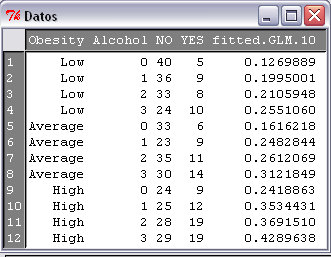 Datos
Obesity Alcohol NO YES fitted.GLM.10
1 Low 0 40 5 0.1269889
2 Low 1 36 9 0.1995001
3 Low 2 33 8 0.2105948
4 Low 3 24 10 0.2551060
5 Average 0 33 6 0.1616218
6 Average 1 23 9 0.2482844
7 Average 2 35 11 0.2612069
8 Average 3 30 14 0.3121849
9 High 0 24 9 0.2418863
10 High 1 25 12 0.3534431
11 High 2 28 19 0.3691510
12 High 3 29 19 0.4289638